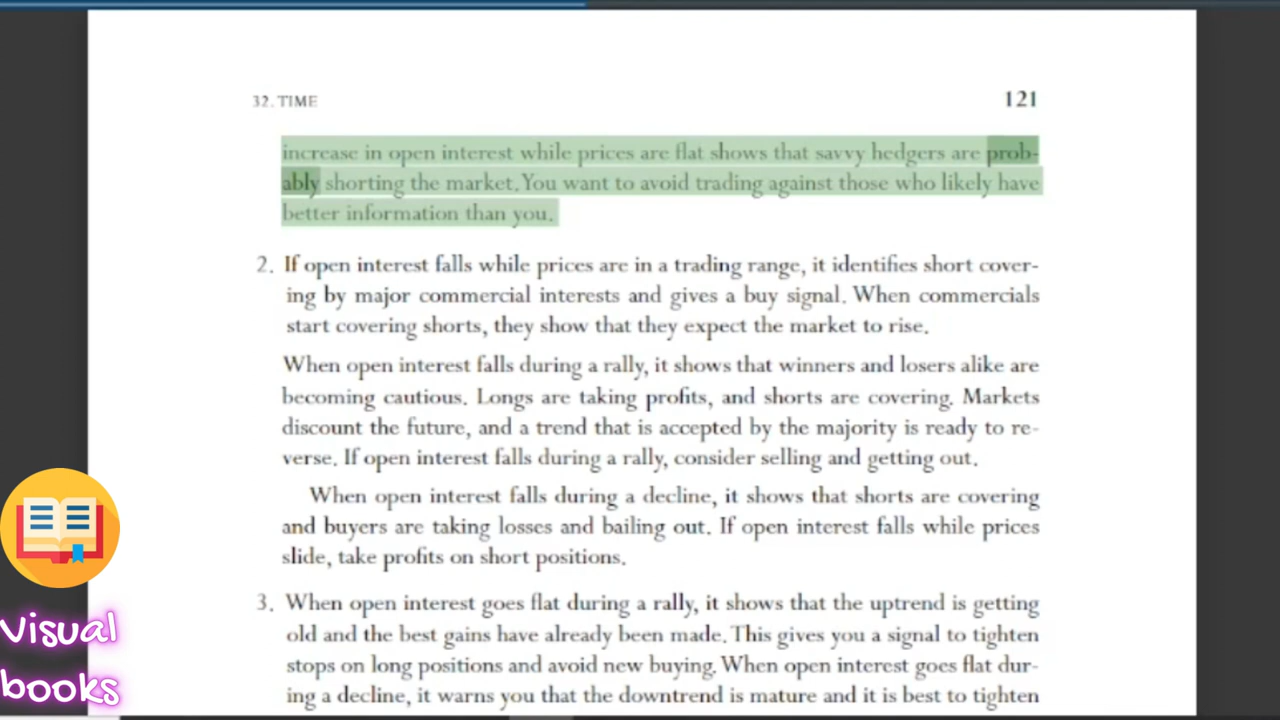 32. TIME
121
increase in open interest while prices are flat shows that savvy hedgers are prob-
ably shorting the market. You want to avoid trading against those who likely have
better information than you.
2. If open interest falls while prices are in a trading range, it identifies short cover-
ing by major commercial interests and gives a buy signal. When commercials
start covering shorts, they show that they expect the market to rise.
When open interest falls during a rally, it shows that winners and losers alike are
becoming cautious. Longs are taking profits, and shorts are covering. Markets
discount the future, and a trend that is accepted by the majority is ready to re-
verse. If open interest falls during a rally, consider selling and getting out.
When open interest falls during a decline, it shows that shorts are covering
and buyers are taking losses and bailing out. If open interest falls while prices
slide, take profits on short positions.
3. When open interest goes flat during a rally, it shows that the uptrend is getting
old and the best gains have already been made. This gives you a signal to tighten
stops on long positions and avoid new buying. When open interest goes flat dur-
ing a decline, it warns you that the downtrend is mature and it is best to tighten
Visual
books